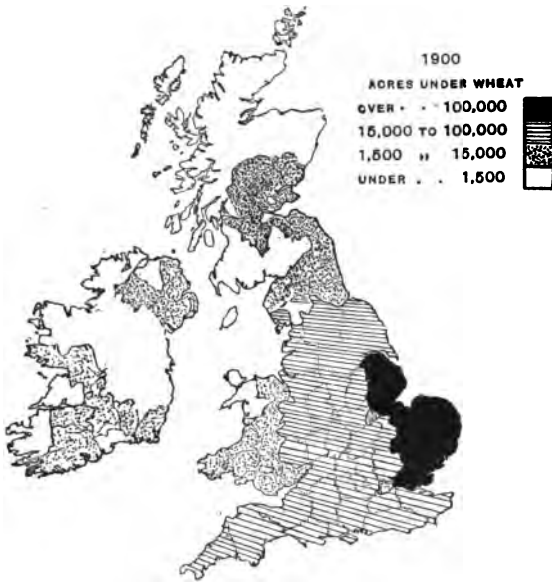 1900
ACRES UNDER WHEAT
OVER . . 100,000
15,000 TO 100,000
1,500 ,, 15,000
UNDER . . 1,500